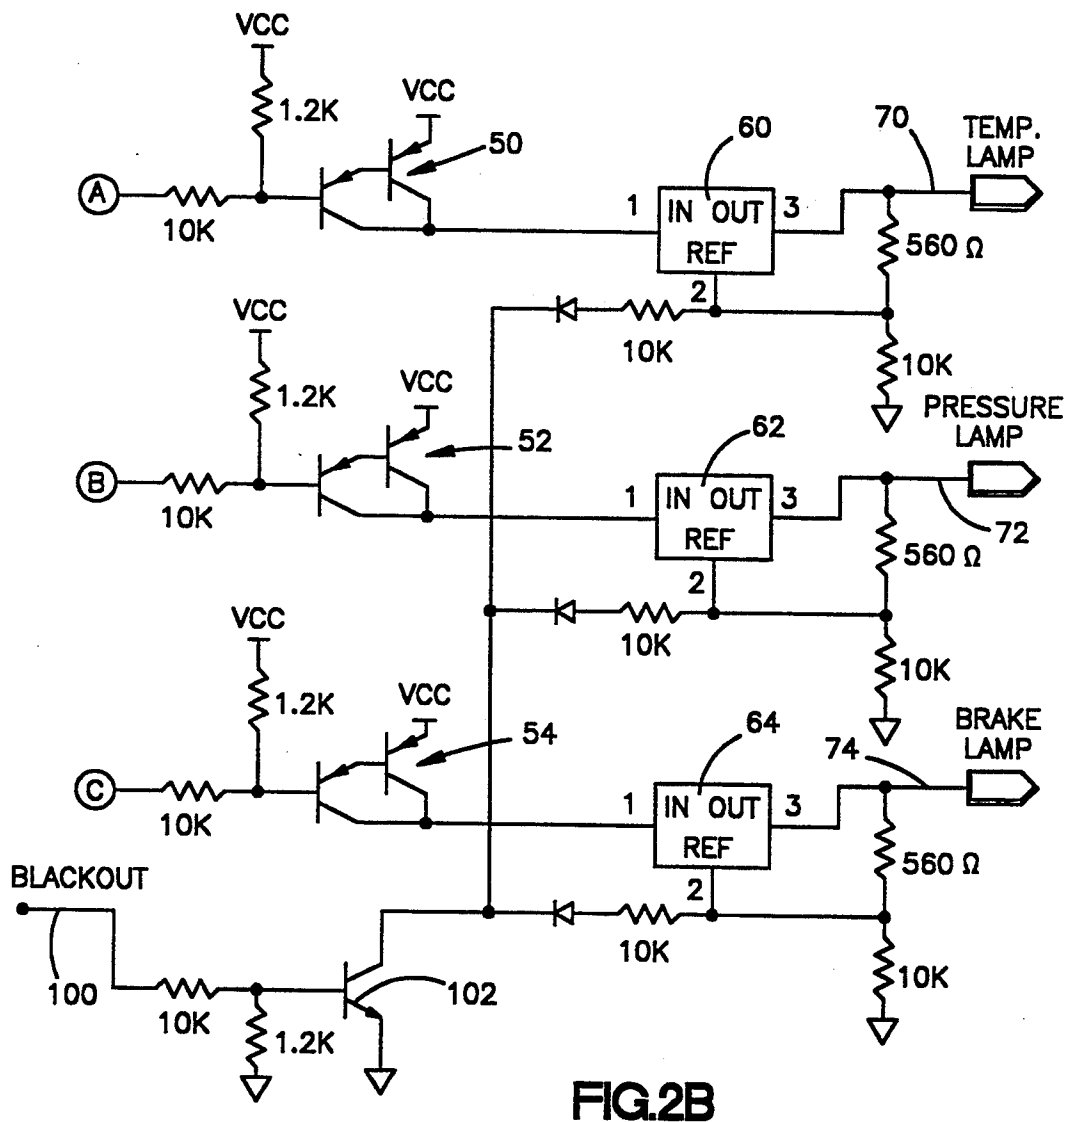 VCC
1.2K
VCC
50
A
10K
1
60
IN OUT
REF
3
2
70
TEMP.
LAMP
560 Ω
10K
10K
VCC
1.2K
VCC
52
B
10K
1
62
IN OUT
REF
3
2
PRESSURE
LAMP
72
560 Ω
10K
10K
VCC
1.2K
VCC
54
C
10K
1
64
IN OUT
REF
3
2
74
BRAKE
LAMP
560 Ω
10K
10K
BLACKOUT
100
10K
1.2K
102
FIG.2B